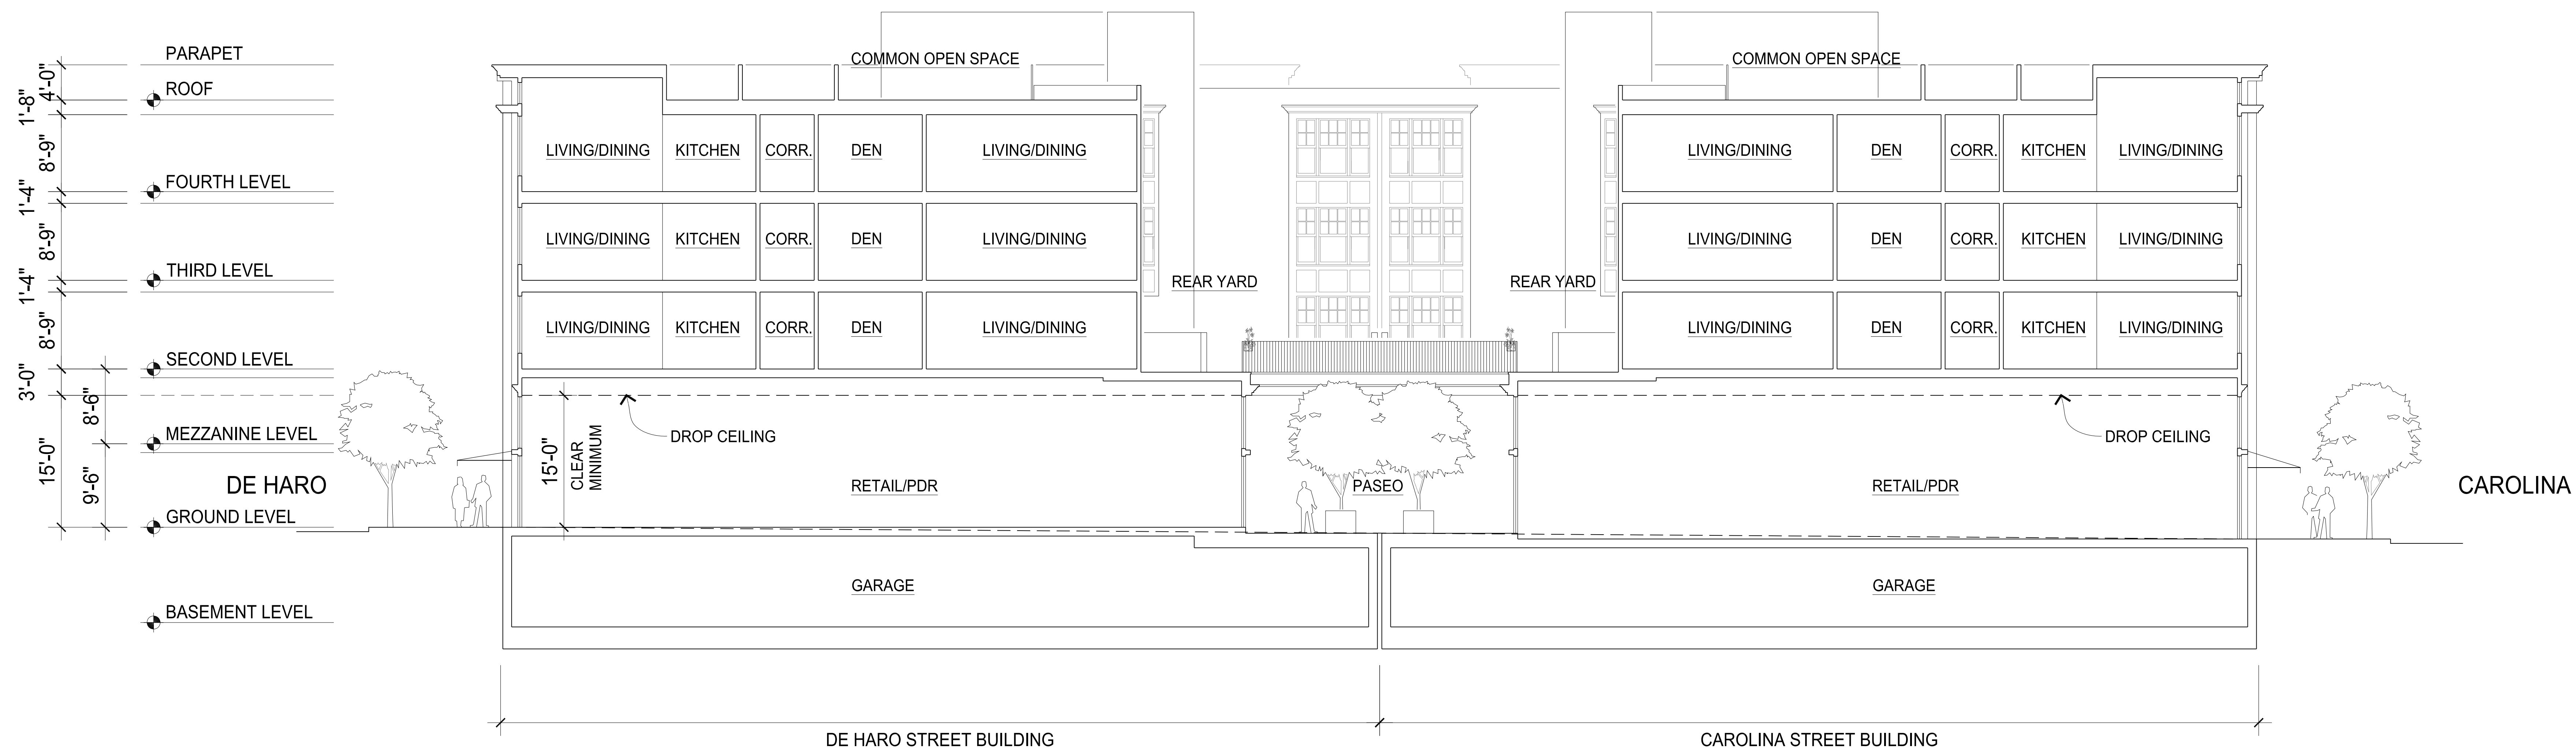 PARAPET
COMMON OPEN SPACE
COMMON OPEN SPACE
4'-0"
ROOF
1'-8"
8'-9"
LIVING/DINING KITCHEN CORR. DEN LIVING/DINING
LIVING/DINING DEN CORR. KITCHEN LIVING/DINING
FOURTH LEVEL
1'-4"
8'-9"
LIVING/DINING KITCHEN CORR. DEN LIVING/DINING
LIVING/DINING DEN CORR. KITCHEN LIVING/DINING
THIRD LEVEL
1'-4"
REAR YARD
REAR YARD
8'-9"
LIVING/DINING KITCHEN CORR. DEN LIVING/DINING
LIVING/DINING DEN CORR. KITCHEN LIVING/DINING
SECOND LEVEL
3'-0"
8'-6"
MEZZANINE LEVEL
DROP CEILING
DROP CEILING
15'-0"
9'-6"
15'-0"
CLEAR
MINIMUM
DE HARO
RETAIL/PDR
PASEO
RETAIL/PDR
CAROLINA
GROUND LEVEL
GARAGE
GARAGE
BASEMENT LEVEL
DE HARO STREET BUILDING
CAROLINA STREET BUILDING